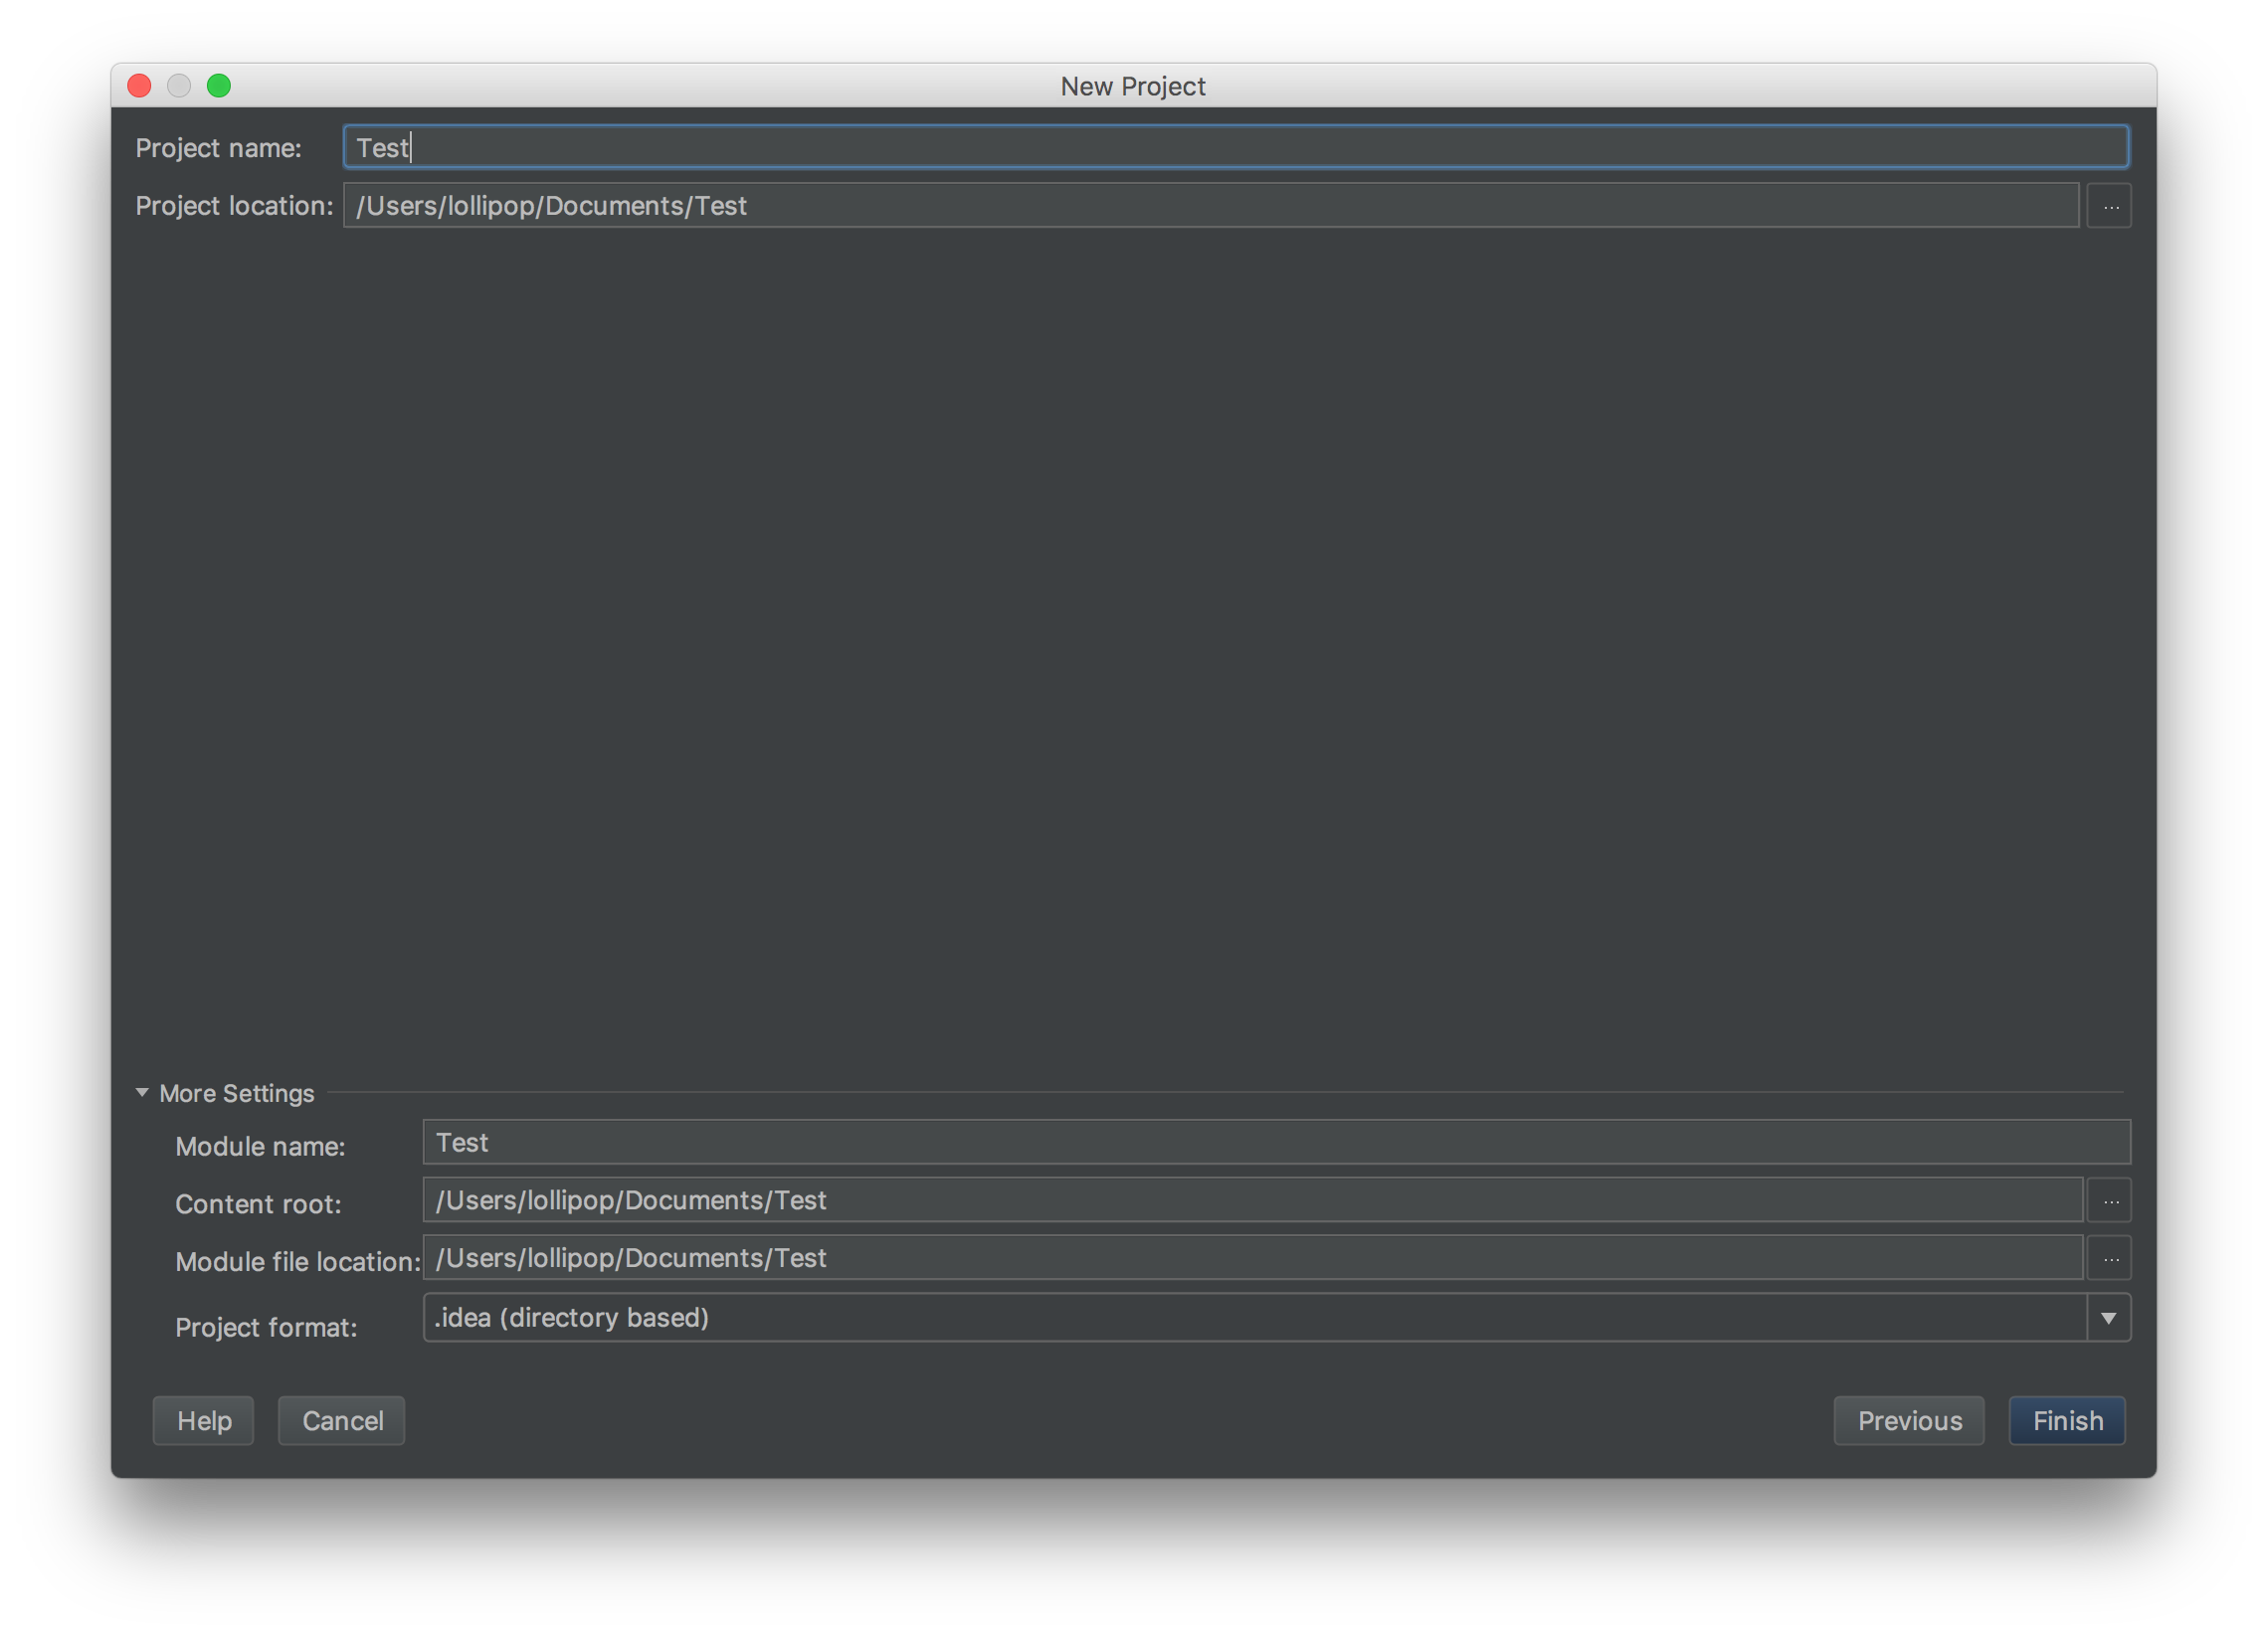 New Project
Project name: Test
Project location: /Users/lollipop/Documents/Test ...
More Settings
Module name: Test
Content root: /Users/lollipop/Documents/Test ...
Module file location: /Users/lollipop/Documents/Test ...
Project format: .idea (directory based)
Help Cancel Previous Finish